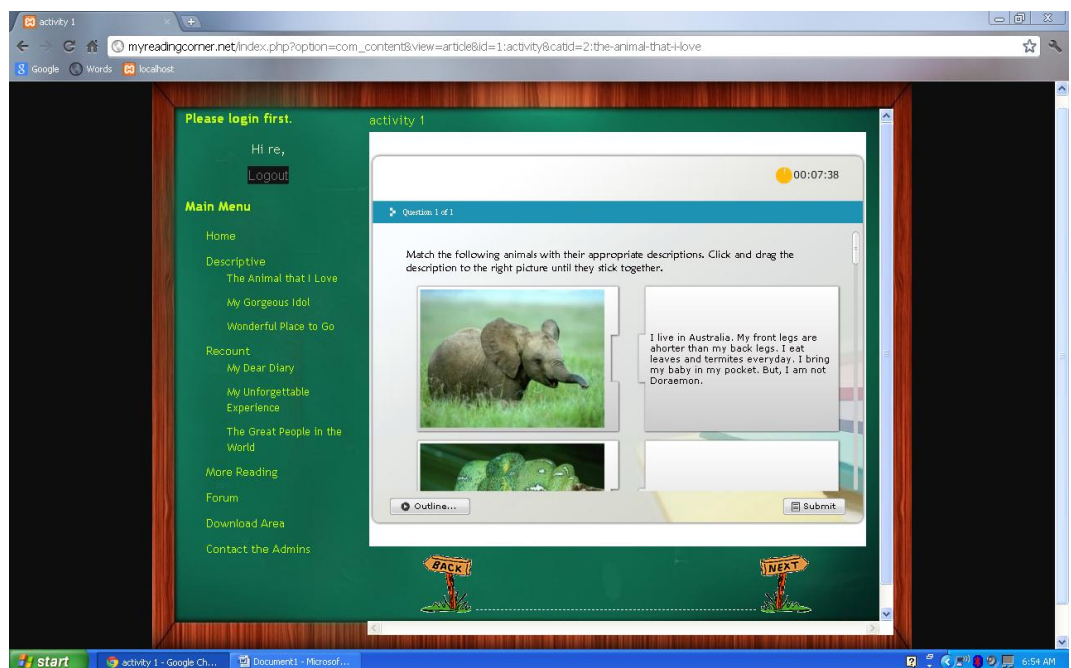 activity 1
myreadingcorner.net/index.php?option=com_content&view=article&id=1:activity&catid=2:the-animal-that-i-love
Google Words localhost
Please login first.
Hi re,
Logout
Main Menu
Home
Descriptive
The Animal that I Love
My Gorgeous Idol
Wonderful Place to Go
Recount
My Dear Diary
My Unforgettable
Experience
The Great People in the
World
More Reading
Forum
Download Area
Contact the Admins
activity 1
00:07:38
Question 1 of 1
Match the following animals with their appropriate descriptions. Click and drag the
description to the right picture until they stick together.
I live in Australia. My front legs are
ahorter than my back legs. I eat
leaves and termites everyday. I bring
my baby in my pocket. But, I am not
Doraemon.
Outline...
Submit
BACK
NEXT
start
activity 1 - Google Ch...
Document1 - Microsof...
6:54 AM